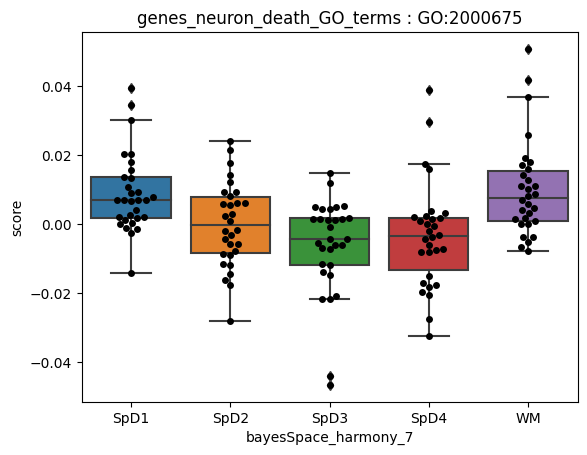 genes_neuron_death_GO_terms : GO:2000675
score
0.04
0.02
0.00
−0.02
−0.04
SpD1 SpD2 SpD3 SpD4 WM
bayesSpace_harmony_7